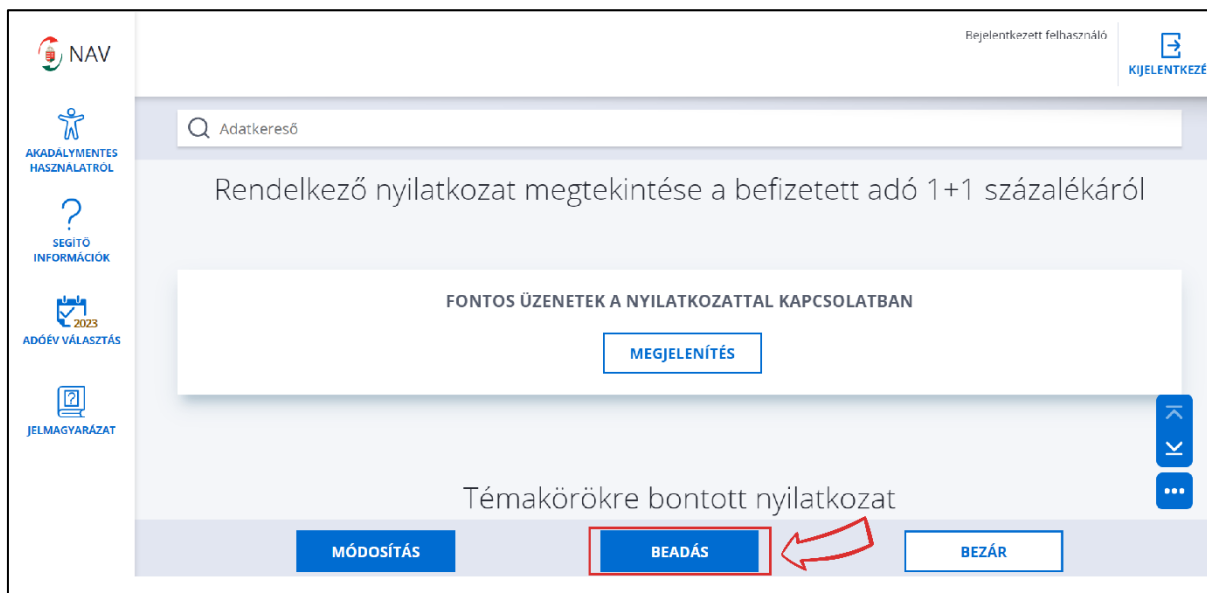 NAV
Bejelentkezett felhasználó
KIJELENTKEZÉ
AKADÁLYMENTES
HASZNÁLATRÓL
SEGÍTŐ
INFORMÁCIÓK
2023
ADÓÉV VÁLASZTÁS
JELMAGYARÁZAT
Adatkereső
Rendelkező nyilatkozat megtekintése a befizetett adó 1+1 százalékáról
FONTOS ÜZENETEK A NYILATKOZATTAL KAPCSOLATBAN
MEGJELENÍTÉS
Témakörökre bontott nyilatkozat
MÓDOSÍTÁS
BEADÁS
BEZÁR